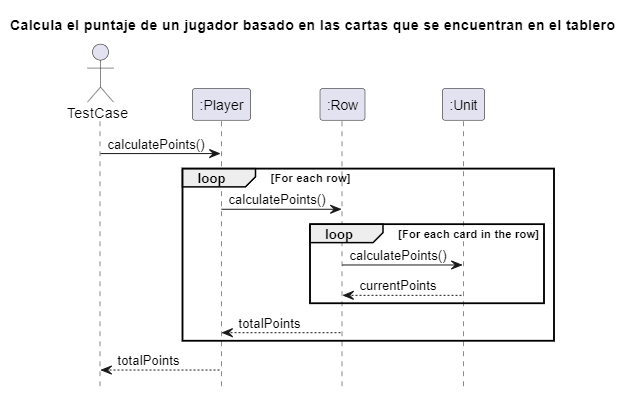 Calcula el puntaje de un jugador basado en las cartas que se encuentran en el tablero
TestCase
:Player
:Row
:Unit
calculatePoints()
loop [For each row]
calculatePoints()
loop [For each card in the row]
calculatePoints()
currentPoints
totalPoints
totalPoints